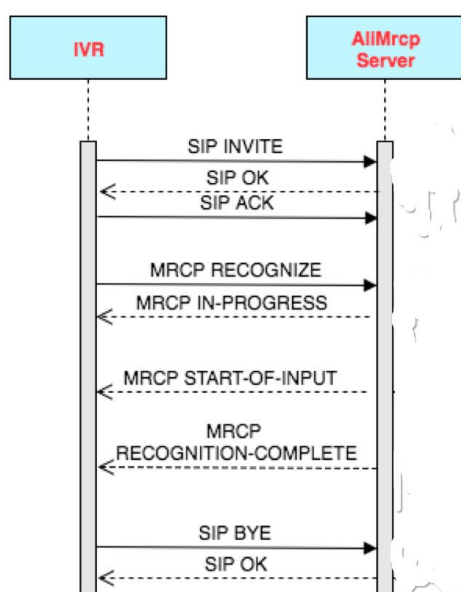 IVR
AliMrcp
Server
SIP INVITE
SIP OK
SIP ACK
MRCP RECOGNIZE
MRCP IN-PROGRESS
MRCP START-OF-INPUT
MRCP
RECOGNITION-COMPLETE
SIP BYE
SIP OK